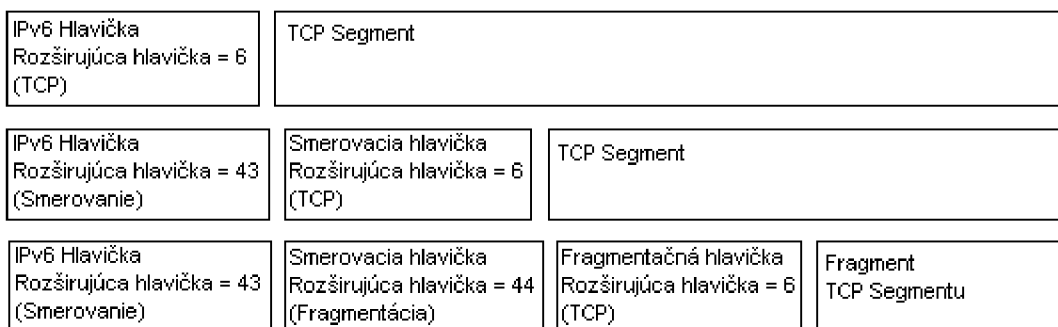 IPv6 Hlavička
Rozširujúca hlavička = 6
(TCP)
TCP Segment
IPv6 Hlavička
Rozširujúca hlavička = 43
(Smerovanie)
Smerovacia hlavička
Rozširujúca hlavička = 6
(TCP)
TCP Segment
IPv6 Hlavička
Rozširujúca hlavička = 43
(Smerovanie)
Smerovacia hlavička
Rozširujúca hlavička = 44
(Fragmentácia)
Fragmentačná hlavička
Rozširujúca hlavička = 6
(TCP)
Fragment
TCP Segmentu